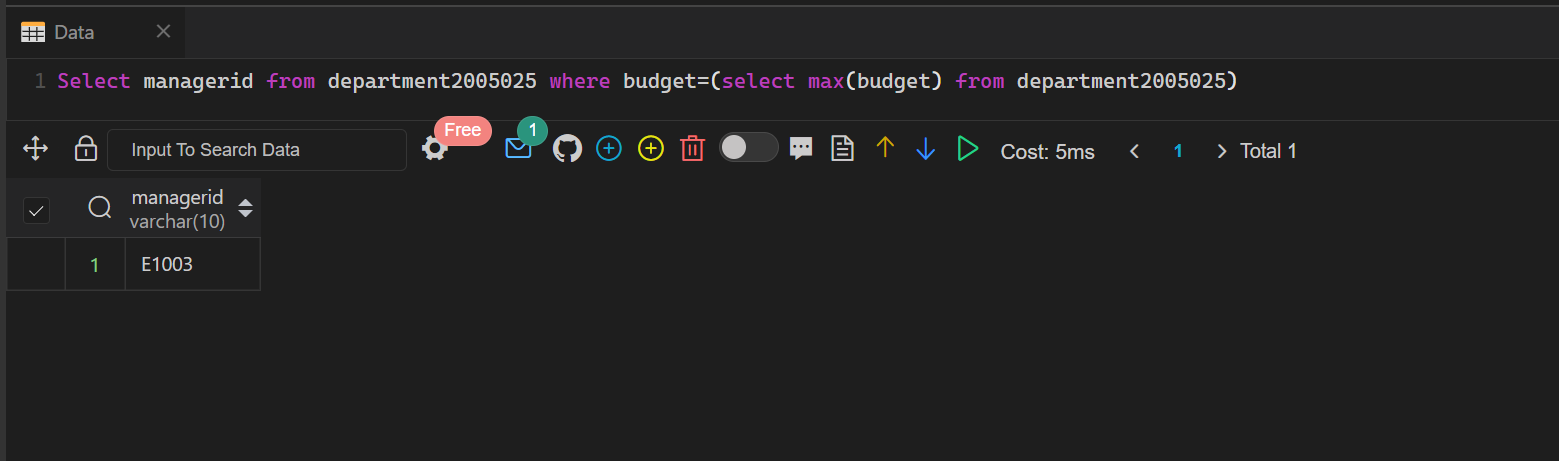 Data
1 Select managerid from department2005025 where budget=(select max(budget) from department2005025)
Input To Search Data Free 1 Cost: 5ms 1 Total 1
managerid
varchar(10)
1 E1003